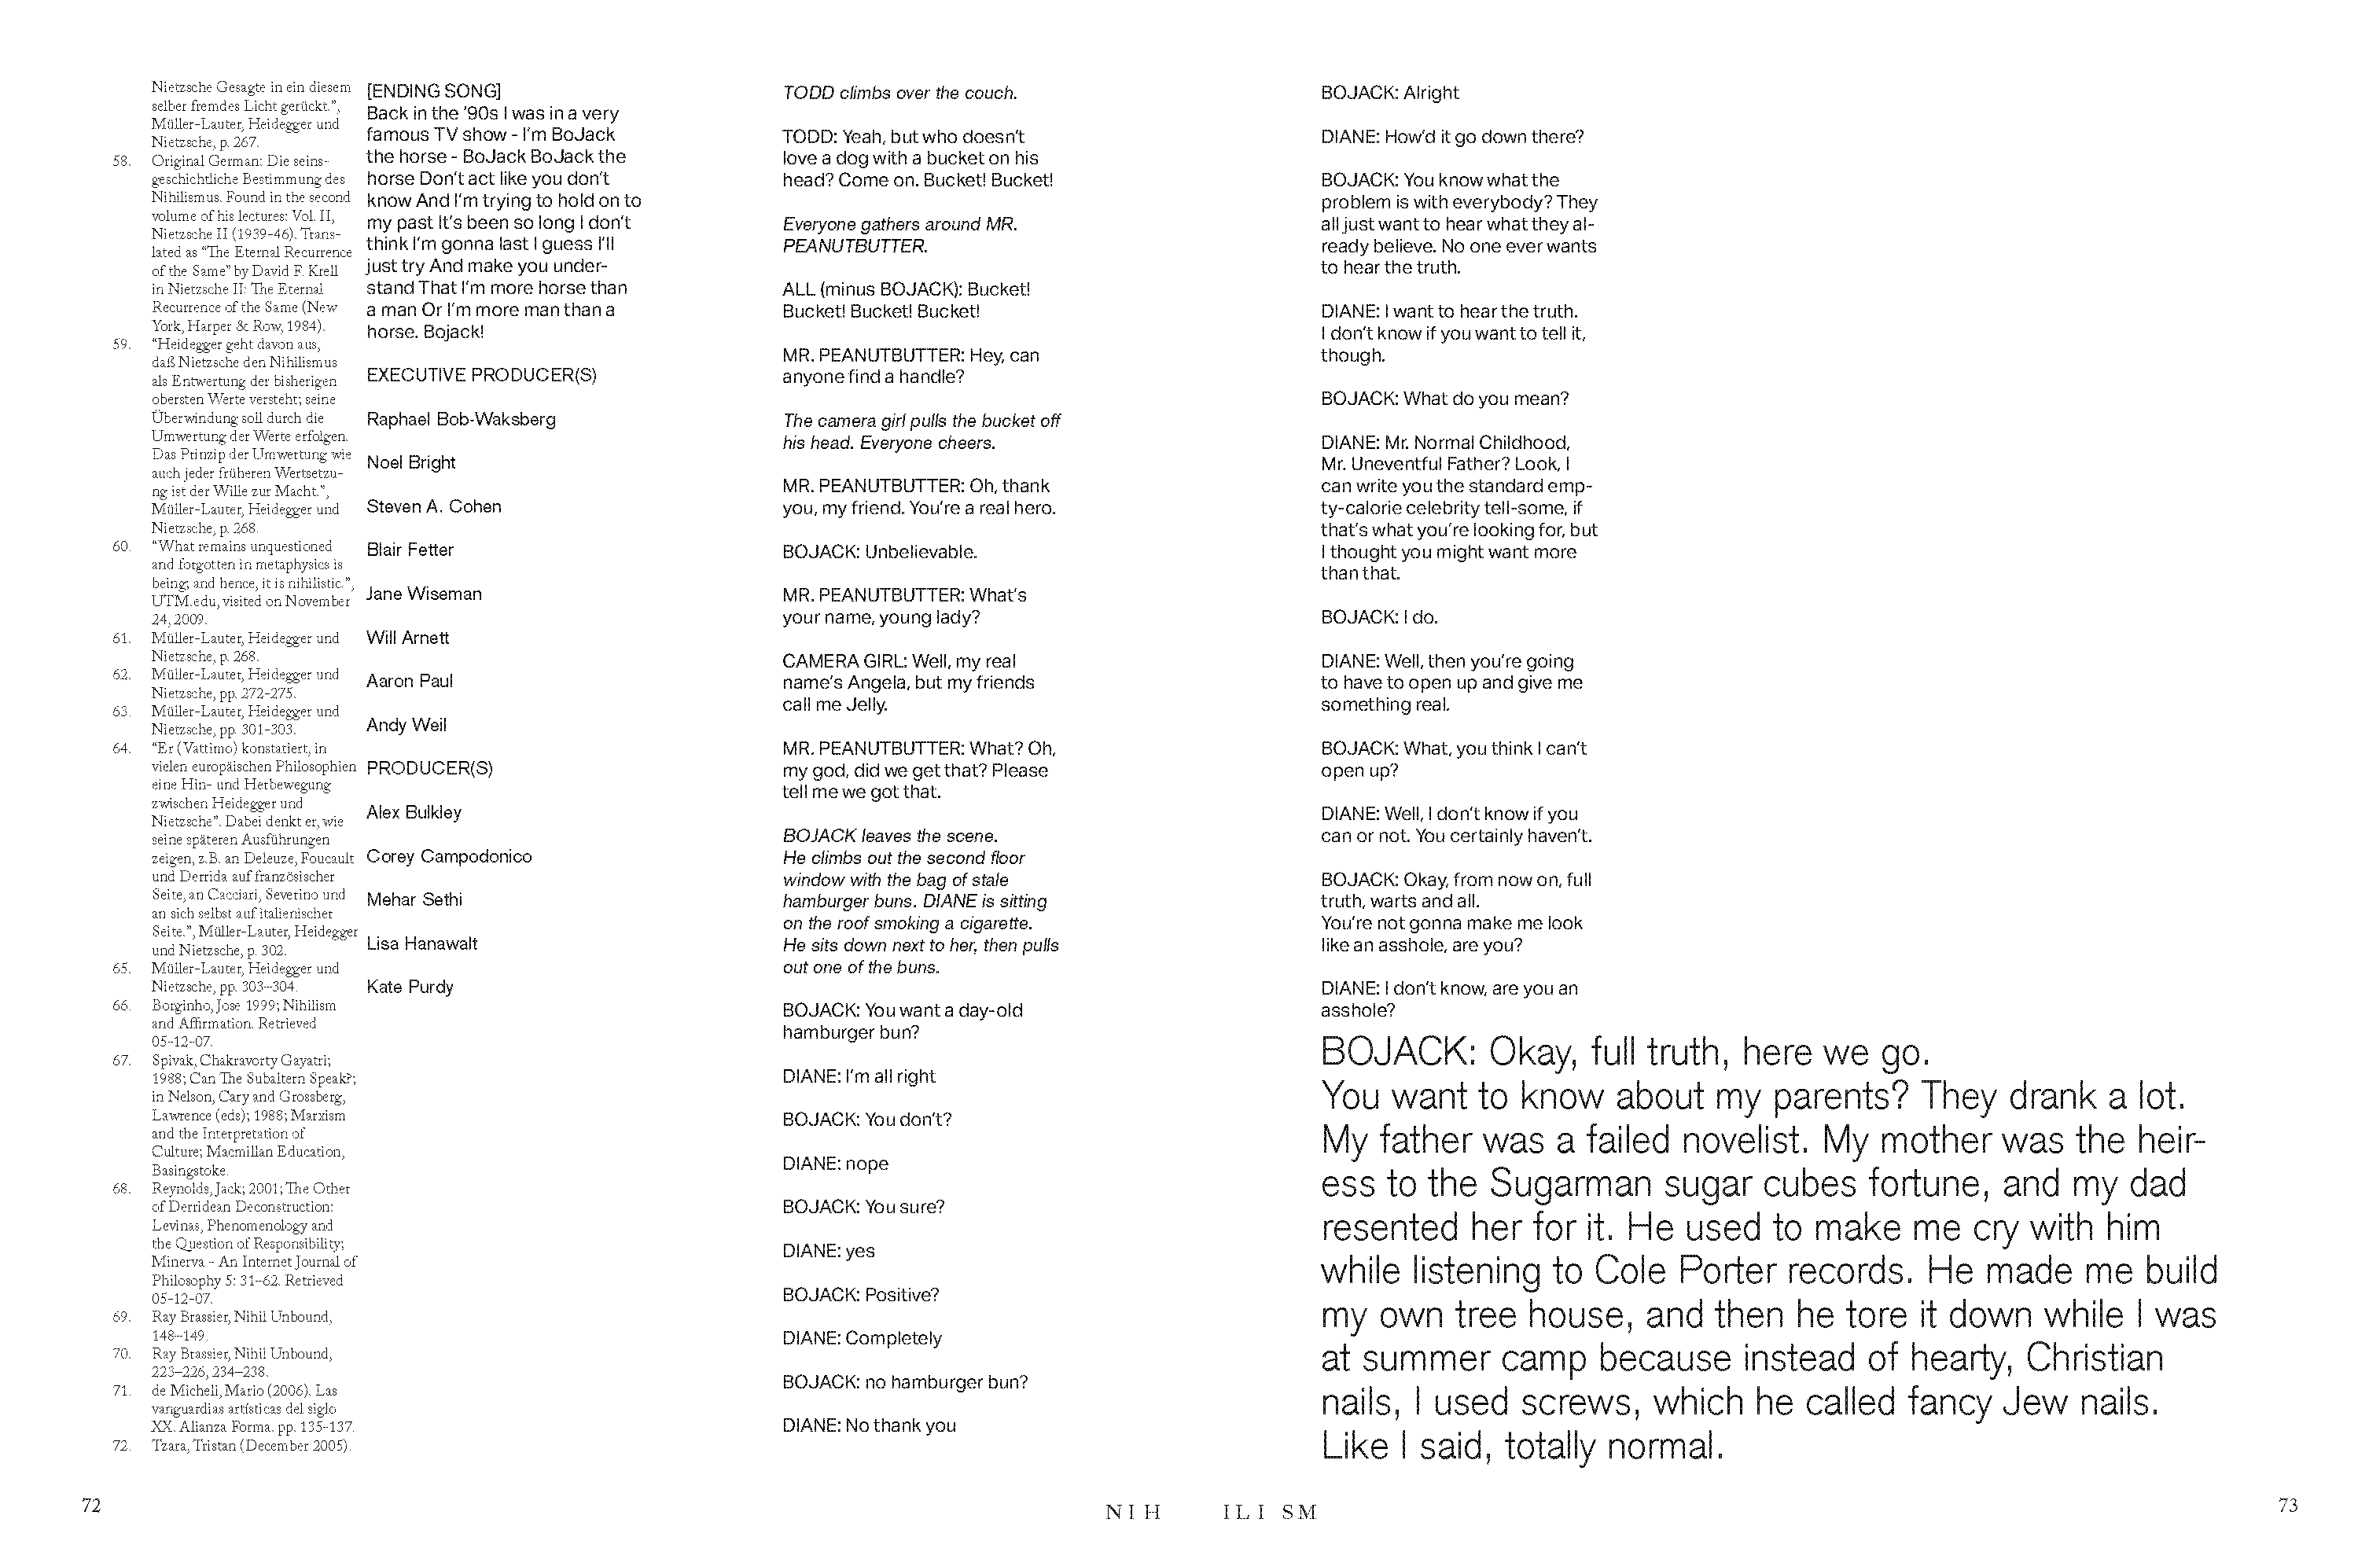 Nietzsche Gesagte in ein diesem
selber fremdes Licht gerückt.”,
Müller-Lauter, Heidegger und
Nietzsche, p. 267.
58. Original German: Die seins-
geschichtliche Bestimmung des
Nihilismus. Found in the second
volume of his lectures: Vol. II,
Nietzsche II (1939-46). Trans-
lated as “The Eternal Recurrence
of the Same” by David F. Krell
in Nietzsche II: The Eternal
Recurrence of the Same (New
York, Harper & Row, 1984).
59. “Heidegger geht davon aus,
daß Nietzsche den Nihilismus
als Entwertung der bisherigen
obersten Werte versteht; seine
Überwindung soll durch die
Umwertung der Werte erfolgen.
Das Prinzip der Umwertung wie
auch jeder früheren Wertsetzu-
ng ist der Wille zur Macht.”,
Müller-Lauter, Heidegger und
Nietzsche, p. 268.
60. “What remains unquestioned
and forgotten in metaphysics is
being; and hence, it is nihilistic.”,
UTM.edu, visited on November
24, 2009.
61. Müller-Lauter, Heidegger und
Nietzsche, p. 268.
62. Müller-Lauter, Heidegger und
Nietzsche, pp. 272-275.
63. Müller-Lauter, Heidegger und
Nietzsche, pp. 301-303.
64. “Er (Vattimo) konstatiert, in
vielen europäischen Philosophien
eine Hin- und Herbewegung
zwischen Heidegger und
Nietzsche”. Dabei denkt er, wie
seine späteren Ausführungen
zeigen, z.B. an Deleuze, Foucault
und Derrida auf französischer
Seite, an Cacciari, Severino und
an sich selbst auf italienischer
Seite.”, Müller-Lauter, Heidegger
und Nietzsche, p. 302.
65. Müller-Lauter, Heidegger und
Nietzsche, pp. 303–304.
66. Borginho, Jose 1999; Nihilism
and Affirmation. Retrieved
05-12-07.
67. Spivak, Chakravorty Gayatri;
1988; Can The Subaltern Speak?;
in Nelson, Cary and Grossberg,
Lawrence (eds); 1988; Marxism
and the Interpretation of
Culture; Macmillan Education,
Basingstoke.
68. Reynolds, Jack; 2001; The Other
of Derridean Deconstruction:
Levinas, Phenomenology and
the Question of Responsibility;
Minerva - An Internet Journal of
Philosophy 5: 31–62. Retrieved
05-12-07.
69. Ray Brassier, Nihil Unbound,
148–149.
70. Ray Brassier, Nihil Unbound,
223–226, 234–238.
71. de Micheli, Mario (2006). Las
vanguardias artísticas del siglo
XX. Alianza Forma. pp. 135-137.
72. Tzara, Tristan (December 2005).
[ENDING SONG]
Back in the ’90s I was in a very
famous TV show - I’m BoJack
the horse - BoJack BoJack the
horse Don’t act like you don’t
know And I’m trying to hold on to
my past It’s been so long I don’t
think I’m gonna last I guess I’ll
just try And make you under-
stand That I’m more horse than
a man Or I’m more man than a
horse. Bojack!
EXECUTIVE PRODUCER(S)
Raphael Bob-Waksberg
Noel Bright
Steven A. Cohen
Blair Fetter
Jane Wiseman
Will Arnett
Aaron Paul
Andy Weil
PRODUCER(S)
Alex Bulkley
Corey Campodonico
Mehar Sethi
Lisa Hanawalt
Kate Purdy
TODD climbs over the couch.
TODD: Yeah, but who doesn’t
love a dog with a bucket on his
head? Come on. Bucket! Bucket!
Everyone gathers around MR.
PEANUTBUTTER.
ALL (minus BOJACK): Bucket!
Bucket! Bucket! Bucket!
MR. PEANUTBUTTER: Hey, can
anyone find a handle?
The camera girl pulls the bucket off
his head. Everyone cheers.
MR. PEANUTBUTTER: Oh, thank
you, my friend. You’re a real hero.
BOJACK: Unbelievable.
MR. PEANUTBUTTER: What’s
your name, young lady?
CAMERA GIRL: Well, my real
name’s Angela, but my friends
call me Jelly.
MR. PEANUTBUTTER: What? Oh,
my god, did we get that? Please
tell me we got that.
BOJACK leaves the scene.
He climbs out the second floor
window with the bag of stale
hamburger buns. DIANE is sitting
on the roof smoking a cigarette.
He sits down next to her, then pulls
out one of the buns.
BOJACK: You want a day-old
hamburger bun?
DIANE: I’m all right
BOJACK: You don’t?
DIANE: nope
BOJACK: You sure?
DIANE: yes
BOJACK: Positive?
DIANE: Completely
BOJACK: no hamburger bun?
DIANE: No thank you
BOJACK: Alright
DIANE: How’d it go down there?
BOJACK: You know what the
problem is with everybody? They
all just want to hear what they al-
ready believe. No one ever wants
to hear the truth.
DIANE: I want to hear the truth.
I don’t know if you want to tell it,
though.
BOJACK: What do you mean?
DIANE: Mr. Normal Childhood,
Mr. Uneventful Father? Look, I
can write you the standard emp-
ty-calorie celebrity tell-some, if
that’s what you’re looking for, but
I thought you might want more
than that.
BOJACK: I do.
DIANE: Well, then you’re going
to have to open up and give me
something real.
BOJACK: What, you think I can’t
open up?
DIANE: Well, I don’t know if you
can or not. You certainly haven’t.
BOJACK: Okay, from now on, full
truth, warts and all.
You’re not gonna make me look
like an asshole, are you?
DIANE: I don’t know, are you an
asshole?
BOJACK: Okay, full truth, here we go.
You want to know about my parents? They drank a lot.
My father was a failed novelist. My mother was the heir-
ess to the Sugarman sugar cubes fortune, and my dad
resented her for it. He used to make me cry with him
while listening to Cole Porter records. He made me build
my own tree house, and then he tore it down while I was
at summer camp because instead of hearty, Christian
nails, I used screws, which he called fancy Jew nails.
Like I said, totally normal.
72
NIH ILISM
73